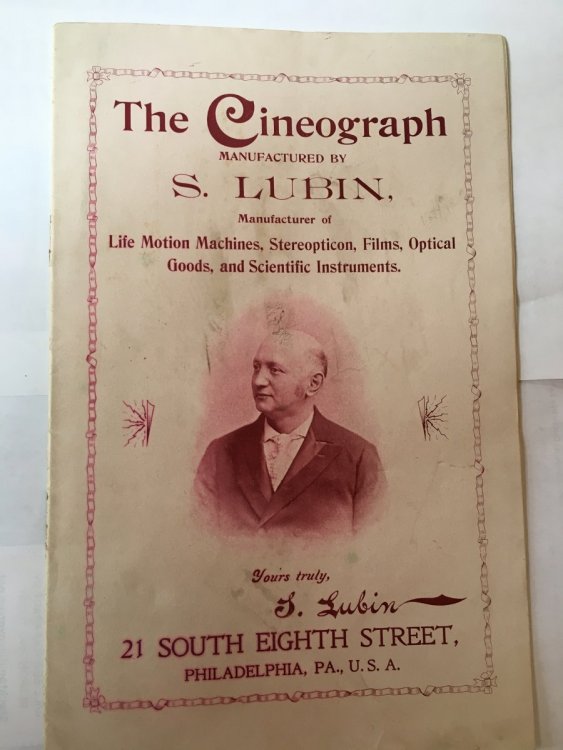 The Cineograph
MANUFACTURED BY
S. LUBIN,
Manufacturer of
Life Motion Machines, Stereopticon, Films, Optical
Goods, and Scientific Instruments.
Yours truly,
S. Lubin
21 SOUTH EIGHTH STREET,
PHILADELPHIA, PA., U. S. A.